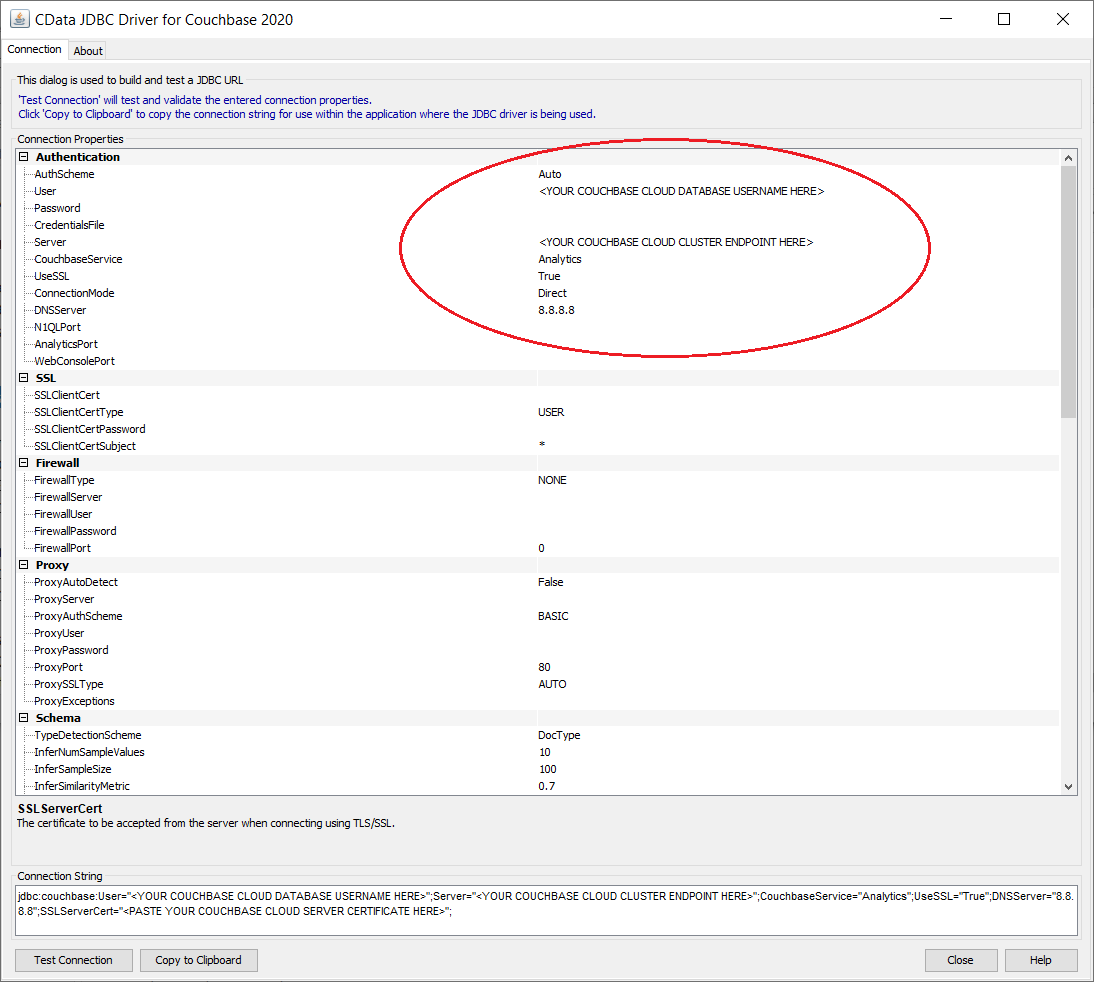 CData JDBC Driver for Couchbase 2020
Connection About
This dialog is used to build and test a JDBC URL
'Test Connection' will test and validate the entered connection properties.
Click 'Copy to Clipboard' to copy the connection string for use within the application where the JDBC driver is being used.
Connection Properties
Authentication
AuthScheme Auto
User <YOUR COUCHBASE CLOUD DATABASE USERNAME HERE>
Password
CredentialsFile
Server <YOUR COUCHBASE CLOUD CLUSTER ENDPOINT HERE>
CouchbaseService Analytics
UseSSL True
ConnectionMode Direct
DNSServer 8.8.8.8
N1QLPort
AnalyticsPort
WebConsolePort
SSL
SSLClientCert
SSLClientCertType USER
SSLClientCertPassword
SSLClientCertSubject *
Firewall
FirewallType NONE
FirewallServer
FirewallUser
FirewallPassword
FirewallPort 0
Proxy
ProxyAutoDetect False
ProxyServer
ProxyAuthScheme BASIC
ProxyUser
ProxyPassword
ProxyPort 80
ProxySSLType AUTO
ProxyExceptions
Schema
TypeDetectionScheme DocType
InferNumSampleValues 10
InferSampleSize 100
InferSimilarityMetric 0.7
SSLServerCert
The certificate to be accepted from the server when connecting using TLS/SSL.
Connection String
jdbc:couchbase:User="<YOUR COUCHBASE CLOUD DATABASE USERNAME HERE>";Server="<YOUR COUCHBASE CLOUD CLUSTER ENDPOINT HERE>";CouchbaseService="Analytics";UseSSL="True";DNSServer="8.8.
8.8";SSLServerCert="<PASTE YOUR COUCHBASE CLOUD SERVER CERTIFICATE HERE>";
Test Connection Copy to Clipboard Close Help